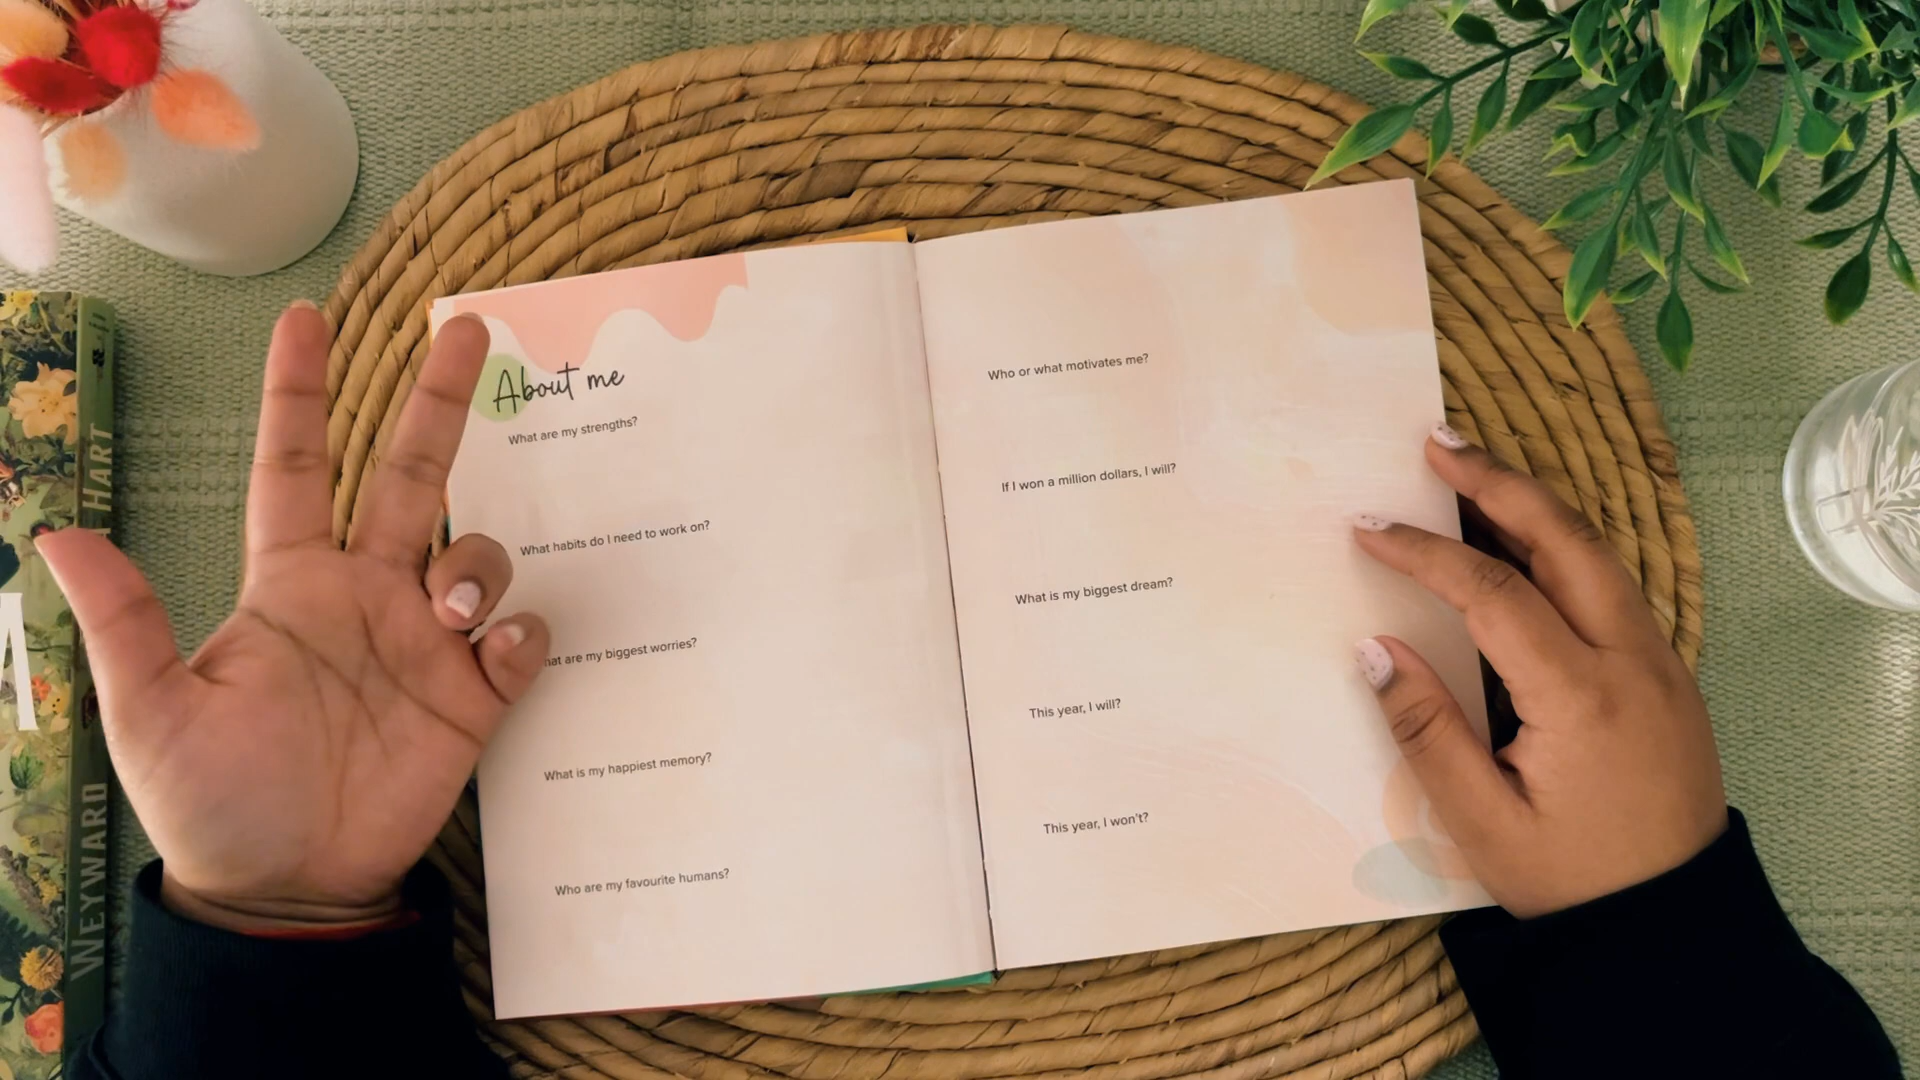 About me
What are my strengths?
What habits do I need to work on?
are my biggest worries?
What is my happiest memory?
Who are my favourite humans?
Who or what motivates me?
If I won a million dollars, I will?
What is my biggest dream?
This year, I will?
This year, I won't?
HART
WEYWARD